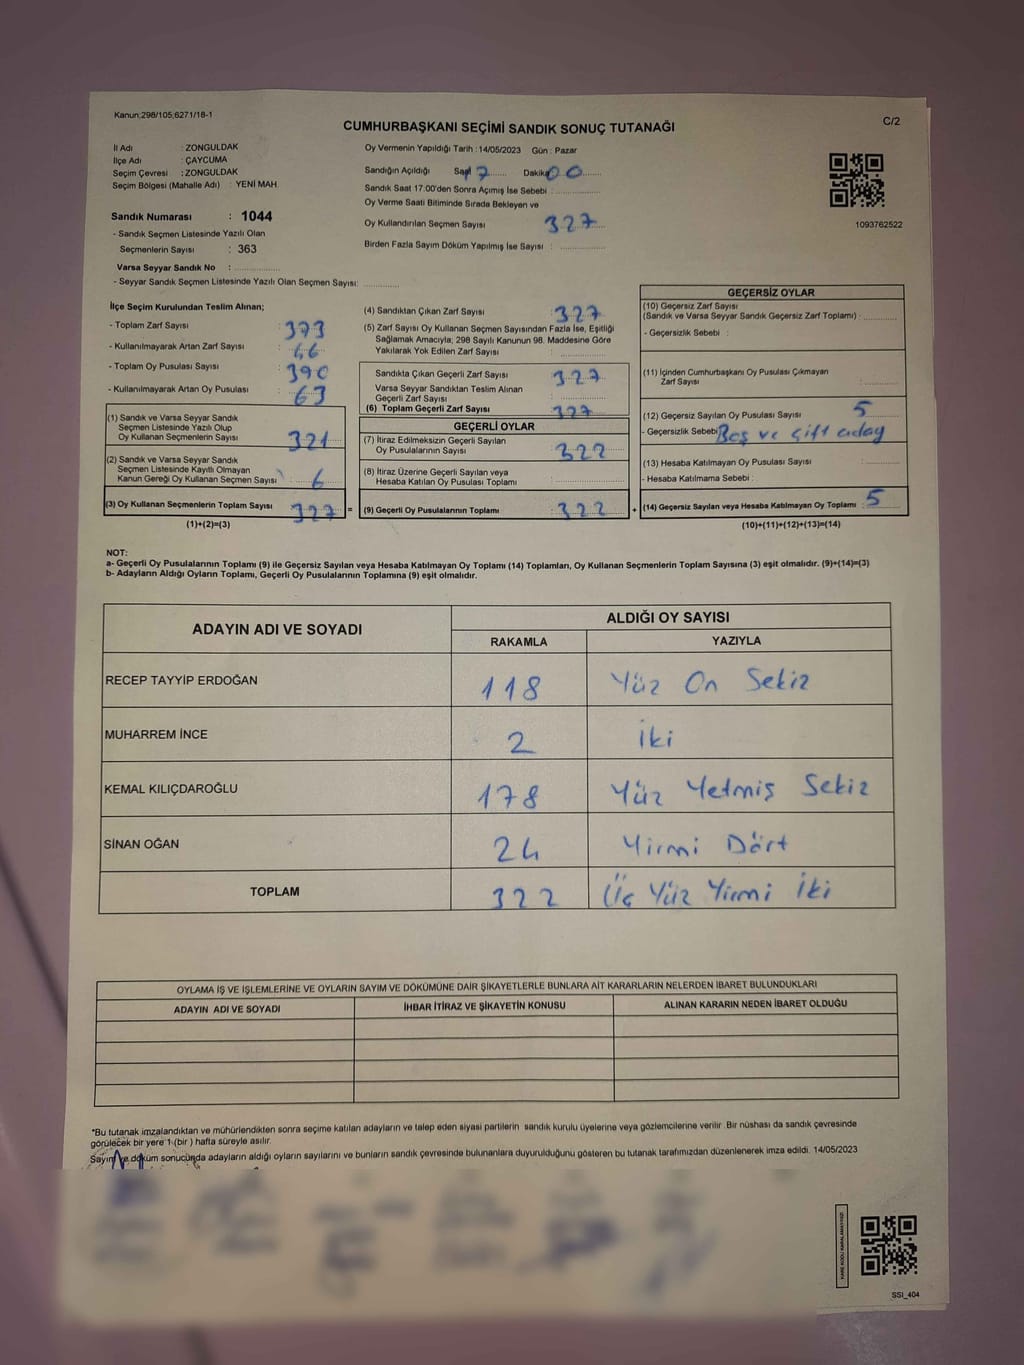 Kanun;298/105;6271/18-1
CUMHURBAŞKANI SEÇİMİ SANDIK SONUÇ TUTANAĞI
C/2
İl Adı : ZONGULDAK
İlçe Adı : ÇAYCUMA
Seçim Çevresi : ZONGULDAK
Seçim Bölgesi (Mahalle Adı) : YENİ MAH.
Sandık Numarası : 1044
- Sandık Seçmen Listesinde Yazılı Olan
Seçmenlerin Sayısı : 363
Varsa Seyyar Sandık No :
- Seyyar Sandık Seçmen Listesinde Yazılı Olan Seçmen Sayısı:
Oy Vermenin Yapıldığı Tarih : 14/05/2023 Gün : Pazar
Sandığın Açıldığı Saat 17 Dakika 00
Sandık Saat 17:00'den Sonra Açımış İse Sebebi :
Oy Verme Saati Bitiminde Sırada Bekleyen ve
Oy Kullandırılan Seçmen Sayısı 327
Birden Fazla Sayım Döküm Yapılmış İse Sayısı :
1093762522
İlçe Seçim Kurulundan Teslim Alınan;
- Toplam Zarf Sayısı : 373
- Kullanılmayarak Artan Zarf Sayısı : 46
- Toplam Oy Pusulası Sayısı : 390
- Kullanılmayarak Artan Oy Pusulası : 63
(1) Sandık ve Varsa Seyyar Sandık
Seçmen Listesinde Yazılı Olup
Oy Kullanan Seçmenlerin Sayısı : 321
(2) Sandık ve Varsa Seyyar Sandık
Seçmen Listesinde Kayıtlı Olmayan
Kanun Gereği Oy Kullanan Seçmen Sayısı : 6
(3) Oy Kullanan Seçmenlerin Toplam Sayısı 327 =
(1)+(2)=(3)
(4) Sandıktan Çıkan Zarf Sayısı : 327
(5) Zarf Sayısı Oy Kullanan Seçmen Sayısından Fazla İse, Eşitliği
Sağlamak Amacıyla; 298 Sayılı Kanunun 98. Maddesine Göre
Yakılarak Yok Edilen Zarf Sayısı :
Sandıkta Çıkan Geçerli Zarf Sayısı : 327
Varsa Seyyar Sandıktan Teslim Alınan
Geçerli Zarf Sayısı :
(6) Toplam Geçerli Zarf Sayısı : 327
GEÇERLİ OYLAR
(7) İtiraz Edilmeksizin Geçerli Sayılan
Oy Pusulalarının Sayısı : 322
(8) İtiraz Üzerine Geçerli Sayılan veya
Hesaba Katılan Oy Pusulası Toplamı :
(9) Geçerli Oy Pusulalarının Toplamı : 322 +
GEÇERSİZ OYLAR
(10) Geçersiz Zarf Sayısı
(Sandık ve Varsa Seyyar Sandık Geçersiz Zarf Toplamı) :
- Geçersizlik Sebebi :
(11) İçinden Cumhurbaşkanı Oy Pusulası Çıkmayan
Zarf Sayısı :
(12) Geçersiz Sayılan Oy Pusulası Sayısı : 5
- Geçersizlik Sebebi Boş ve çift aday
(13) Hesaba Katılmayan Oy Pusulası Sayısı :
- Hesaba Katılmama Sebebi :
(14) Geçersiz Sayılan veya Hesaba Katılmayan Oy Toplamı : 5
(10)+(11)+(12)+(13)=(14)
NOT:
a- Geçerli Oy Pusulalarının Toplamı (9) ile Geçersiz Sayılan veya Hesaba Katılmayan Oy Toplamı (14) Toplamları, Oy Kullanan Seçmenlerin Toplam Sayısına (3) eşit olmalıdır. (9)+(14)=(3)
b- Adayların Aldığı Oyların Toplamı, Geçerli Oy Pusulalarının Toplamına (9) eşit olmalıdır.
ADAYIN ADI VE SOYADI ALDIĞI OY SAYISI
RAKAMLA YAZIYLA
RECEP TAYYİP ERDOĞAN 118 Yüz On Sekiz
MUHARREM İNCE 2 İki
KEMAL KILIÇDAROĞLU 178 Yüz Yetmiş Sekiz
SİNAN OĞAN 24 Yirmi Dört
TOPLAM 322 Üç Yüz Yirmi İki
OYLAMA İŞ VE İŞLEMLERİNE VE OYLARIN SAYIM VE DÖKÜMÜNE DAİR ŞİKAYETLERLE BUNLARA AİT KARARLARIN NELERDEN İBARET BULUNDUKLARI
ADAYIN ADI VE SOYADI İHBAR İTİRAZ VE ŞİKAYETİN KONUSU ALINAN KARARIN NEDEN İBARET OLDUĞU
*Bu tutanak imzalandıktan ve mühürlendikten sonra seçime katılan adayların ve talep eden siyasi partilerin sandık kurulu üyelerine veya gözlemcilerine verilir. Bir nüshası da sandık çevresinde
görülecek bir yere 1 (bir ) hafta süreyle asılır.
Sayım ve döküm sonucunda adayların aldığı oyların sayılarını ve bunların sandık çevresinde bulunanlara duyurulduğunu gösteren bu tutanak tarafımızdan düzenlenerek imza edildi. 14/05/2023
KARE KODU KARALAMAYINIZ!
SSI_404